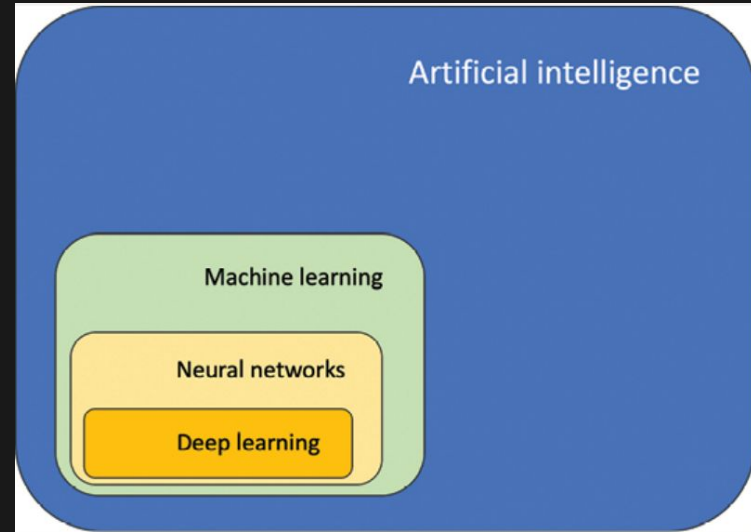 Artificial intelligence
Machine learning
Neural networks
Deep learning